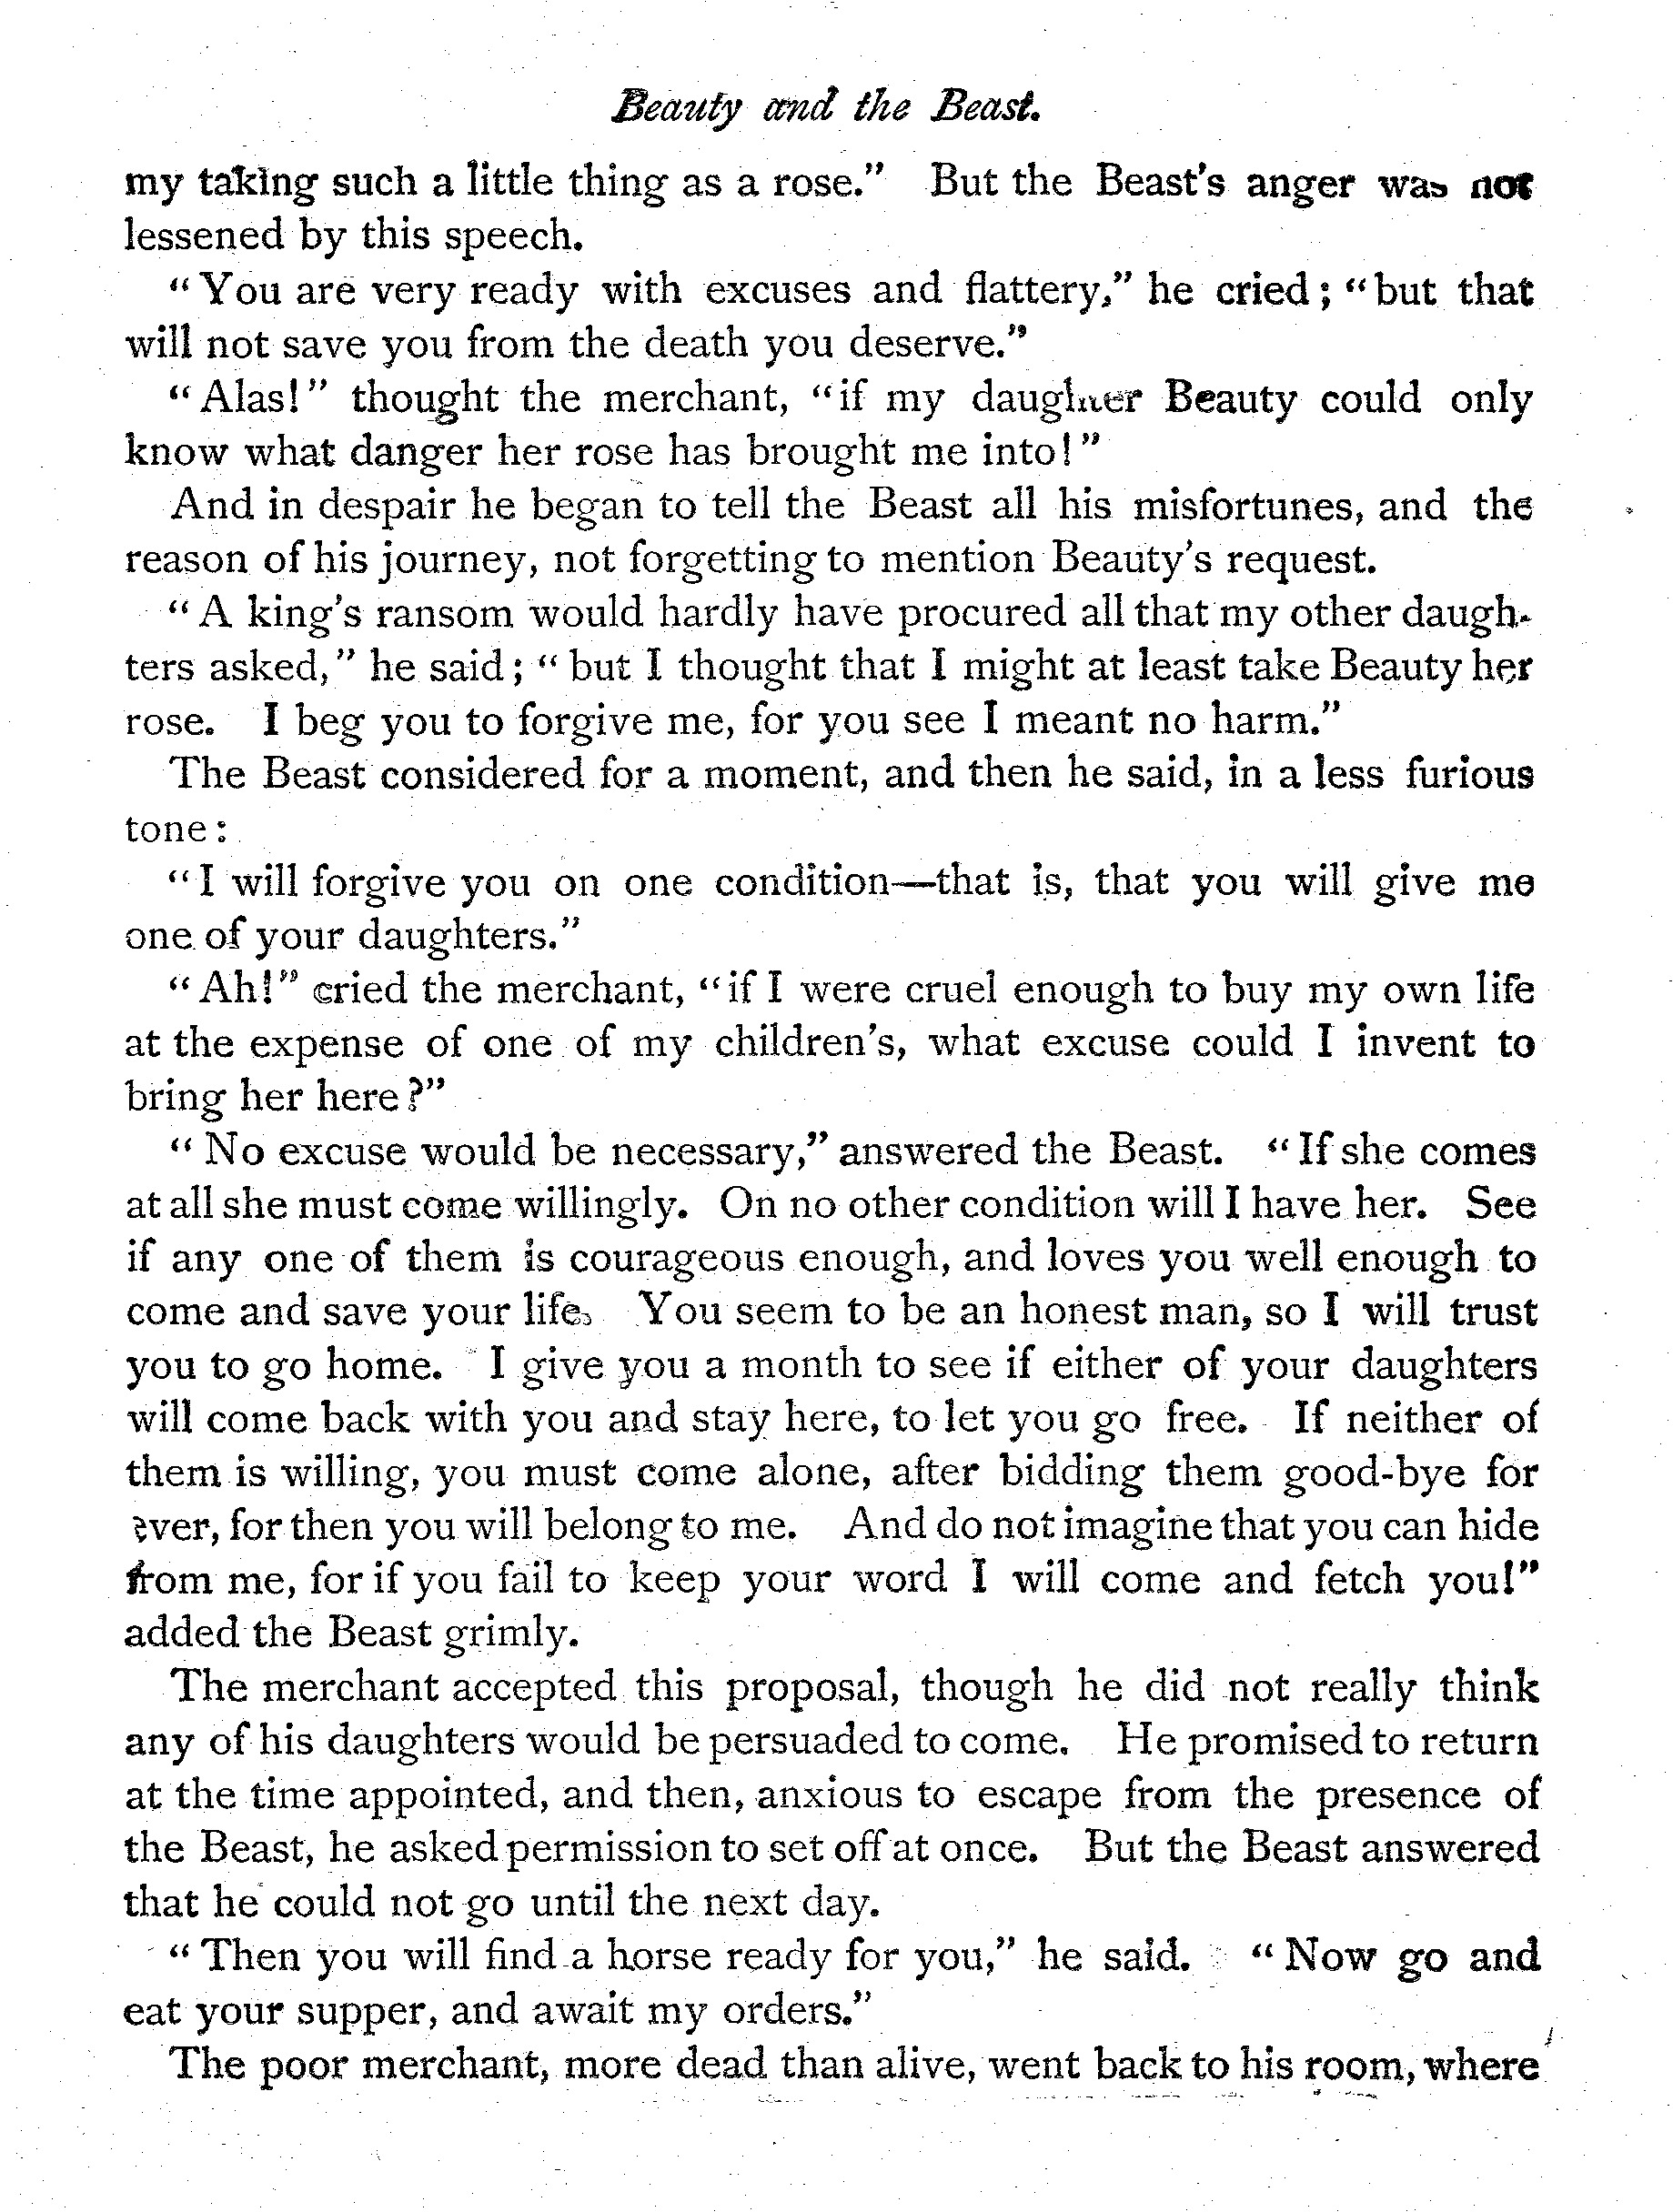 Beauty and the Beast.
my taking such a little thing as a rose.” But the Beast's anger was not
lessened by this speech.
“You are very ready with excuses and flattery,” he cried; “but that
will not save you from the death you deserve.”
“Alas!” thought the merchant, “if my daughter Beauty could only
know what danger her rose has brought me into!”
And in despair he began to tell the Beast all his misfortunes, and the
reason of his journey, not forgetting to mention Beauty's request.
“A king's ransom would hardly have procured all that my other daugh-
ters asked,” he said; “but I thought that I might at least take Beauty her
rose. I beg you to forgive me, for you see I meant no harm.”
The Beast considered for a moment, and then he said, in a less furious
tone:
“I will forgive you on one condition—that is, that you will give me
one of your daughters.”
“Ah!” cried the merchant, “if I were cruel enough to buy my own life
at the expense of one of my children's, what excuse could I invent to
bring her here?”
“No excuse would be necessary,” answered the Beast. “If she comes
at all she must come willingly. On no other condition will I have her. See
if any one of them is courageous enough, and loves you well enough to
come and save your life. You seem to be an honest man, so I will trust
you to go home. I give you a month to see if either of your daughters
will come back with you and stay here, to let you go free. If neither of
them is willing, you must come alone, after bidding them good-bye for
ever, for then you will belong to me. And do not imagine that you can hide
from me, for if you fail to keep your word I will come and fetch you!”
added the Beast grimly.
The merchant accepted this proposal, though he did not really think
any of his daughters would be persuaded to come. He promised to return
at the time appointed, and then, anxious to escape from the presence of
the Beast, he asked permission to set off at once. But the Beast answered
that he could not go until the next day.
“Then you will find a horse ready for you,” he said. “Now go and
eat your supper, and await my orders.”
The poor merchant, more dead than alive, went back to his room, where